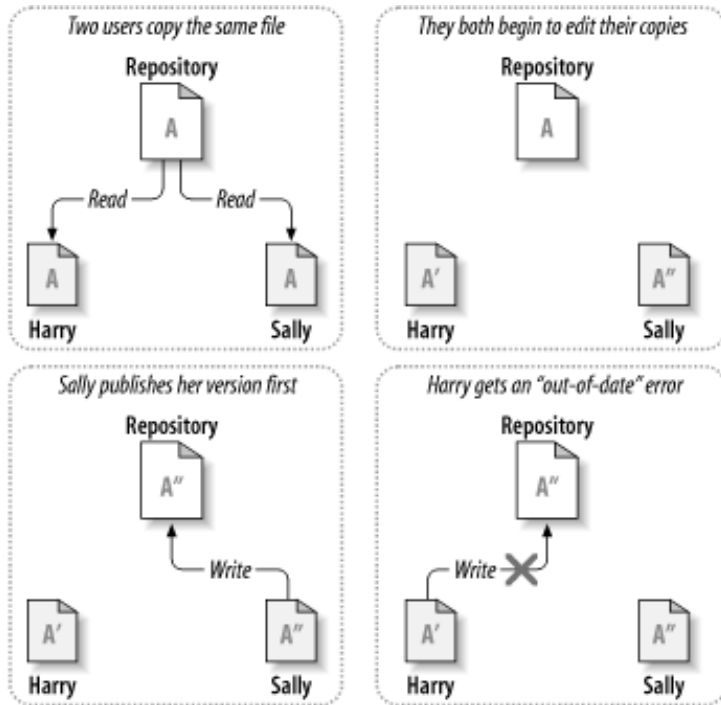 Two users copy the same file
Repository
A
Read
Read
A
A
Harry
Sally
They both begin to edit their copies
Repository
A
A'
A"
Harry
Sally
Sally publishes her version first
Repository
A"
Write
A'
A"
Harry
Sally
Harry gets an “out-of-date” error
Repository
A"
Write
A'
A"
Harry
Sally